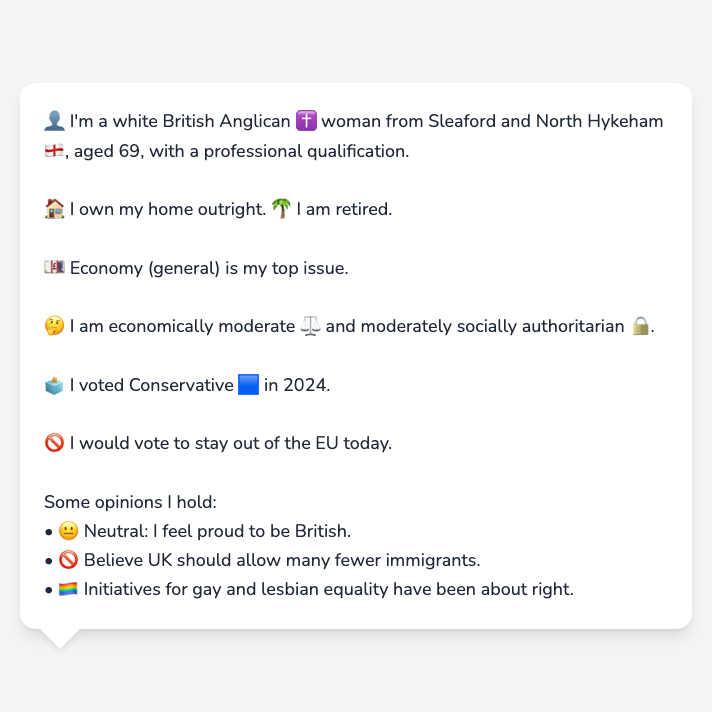 👤 I'm a white British Anglican ✝️ woman from Sleaford and North Hykeham
🏴󠁧󠁢󠁥󠁮󠁧󠁿, aged 69, with a professional qualification.
🏠 I own my home outright. 🌴 I am retired.
💷 Economy (general) is my top issue.
🤔 I am economically moderate ⚖️ and moderately socially authoritarian 🔒.
🗳️ I voted Conservative 🟦 in 2024.
🚫 I would vote to stay out of the EU today.
Some opinions I hold:
• 😐 Neutral: I feel proud to be British.
• 🚫 Believe UK should allow many fewer immigrants.
• 🏳️‍🌈 Initiatives for gay and lesbian equality have been about right.